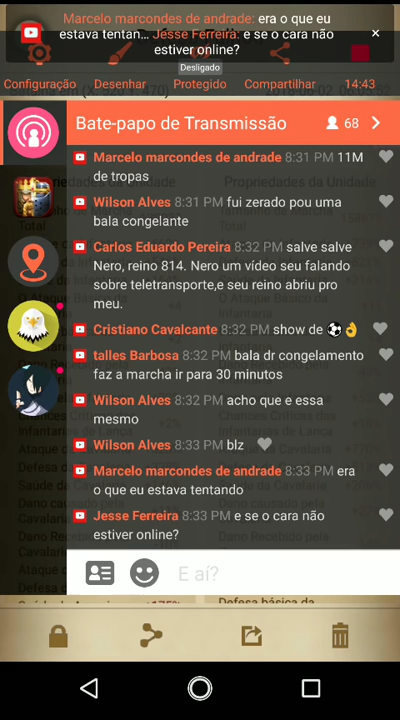 Marcelo marcondes de andrade: era o que eu
estava tentan... Jesse Ferreira: e se o cara não
estiver online?
Desligado
Configuração
Desenhar
Protegido
Compartilhar
14:43
Bate-papo de Transmissão
68
Marcelo marcondes de andrade 8:31 PM 11M
de tropas
Wilson Alves 8:31 PM fui zerado pou uma
bala congelante
Carlos Eduardo Pereira 8:32 PM salve salve
Nero, reino 814. Nero um vídeo seu falando
sobre teletransporte,e seu reino abriu pro
meu.
Cristiano Cavalcante 8:32 PM show de ⚽👌
talles Barbosa 8:32 PM bala dr congelamento
faz a marcha ir para 30 minutos
Wilson Alves 8:32 PM acho que e essa
mesmo
Wilson Alves 8:33 PM blz
Marcelo marcondes de andrade 8:33 PM era
o que eu estava tentando
Jesse Ferreira 8:33 PM e se o cara não
estiver online?
E aí?
Defesa básica da